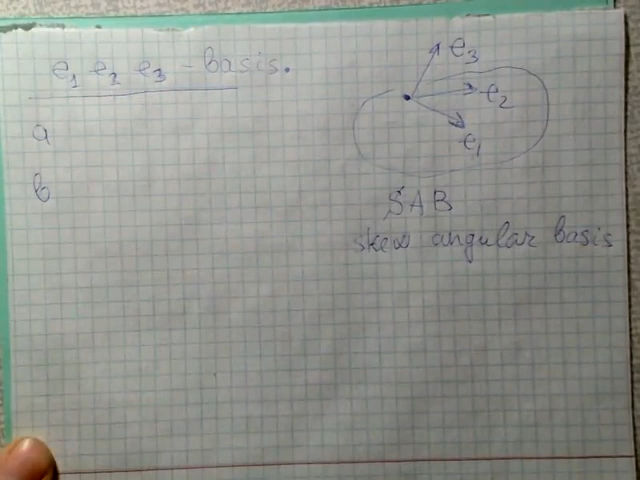 e₁ e₂ e₃ – basis.
e₃
e₂
a
e₁
b
SAB
skew angular basis